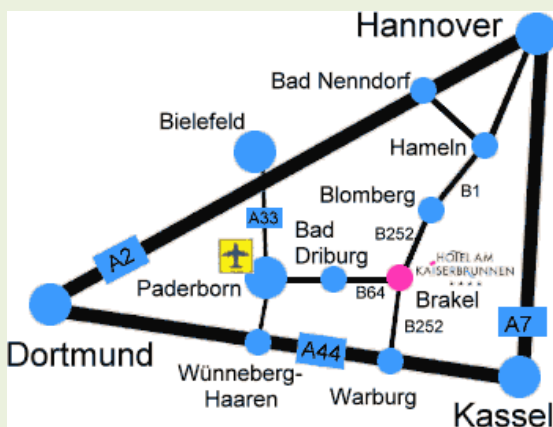 Hannover
Bad Nenndorf
Bielefeld
Hameln
B1
Blomberg
A33
Bad
Driburg
B252
A2
HOTEL AM
KAISERBRUNNEN
Paderborn
B64
Brakel
B252
A7
Dortmund
A44
Wünneberg-
Haaren
Warburg
Kassel